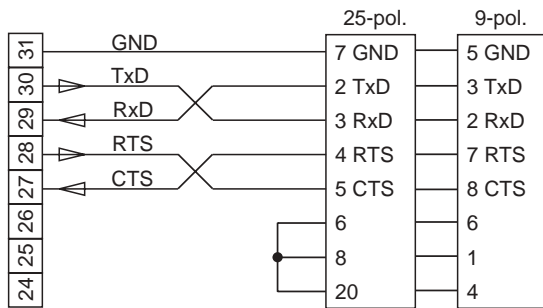 25-pol. 9-pol.
31 GND 7 GND 5 GND
30 TxD 2 TxD 3 TxD
29 RxD 3 RxD 2 RxD
28 RTS 4 RTS 7 RTS
27 CTS 5 CTS 8 CTS
26 6 6
25 8 1
24 20 4